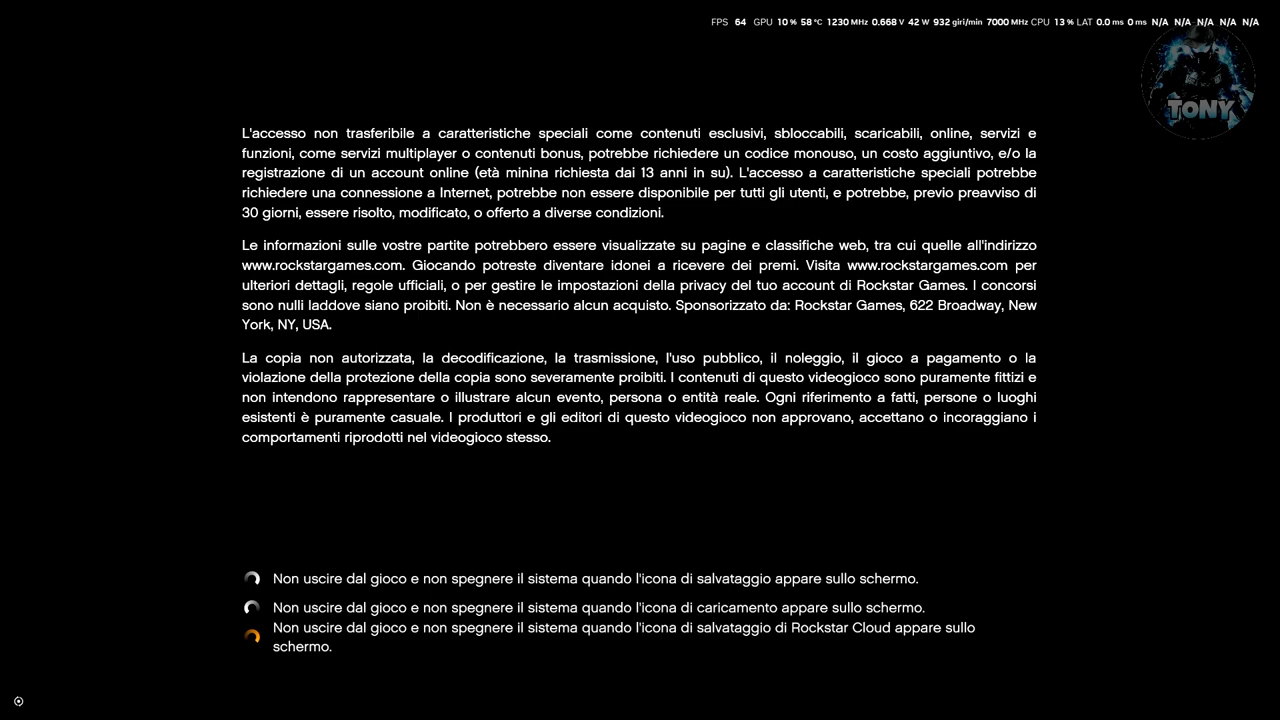 FPS 64 GPU 10 % 58 °C 1230 MHz 0.668 V 42 W 932 giri/min 7000 MHz CPU 13 % LAT 0.0 ms 0 ms N/A N/A N/A N/A N/A
TONY
L'accesso non trasferibile a caratteristiche speciali come contenuti esclusivi, sbloccabili, scaricabili, online, servizi e
funzioni, come servizi multiplayer o contenuti bonus, potrebbe richiedere un codice monouso, un costo aggiuntivo, e/o la
registrazione di un account online (età minina richiesta dai 13 anni in su). L'accesso a caratteristiche speciali potrebbe
richiedere una connessione a Internet, potrebbe non essere disponibile per tutti gli utenti, e potrebbe, previo preavviso di
30 giorni, essere risolto, modificato, o offerto a diverse condizioni.
Le informazioni sulle vostre partite potrebbero essere visualizzate su pagine e classifiche web, tra cui quelle all'indirizzo
www.rockstargames.com. Giocando potreste diventare idonei a ricevere dei premi. Visita www.rockstargames.com per
ulteriori dettagli, regole ufficiali, o per gestire le impostazioni della privacy del tuo account di Rockstar Games. I concorsi
sono nulli laddove siano proibiti. Non è necessario alcun acquisto. Sponsorizzato da: Rockstar Games, 622 Broadway, New
York, NY, USA.
La copia non autorizzata, la decodificazione, la trasmissione, l'uso pubblico, il noleggio, il gioco a pagamento o la
violazione della protezione della copia sono severamente proibiti. I contenuti di questo videogioco sono puramente fittizi e
non intendono rappresentare o illustrare alcun evento, persona o entità reale. Ogni riferimento a fatti, persone o luoghi
esistenti è puramente casuale. I produttori e gli editori di questo videogioco non approvano, accettano o incoraggiano i
comportamenti riprodotti nel videogioco stesso.
Non uscire dal gioco e non spegnere il sistema quando l'icona di salvataggio appare sullo schermo.
Non uscire dal gioco e non spegnere il sistema quando l'icona di caricamento appare sullo schermo.
Non uscire dal gioco e non spegnere il sistema quando l'icona di salvataggio di Rockstar Cloud appare sullo
schermo.